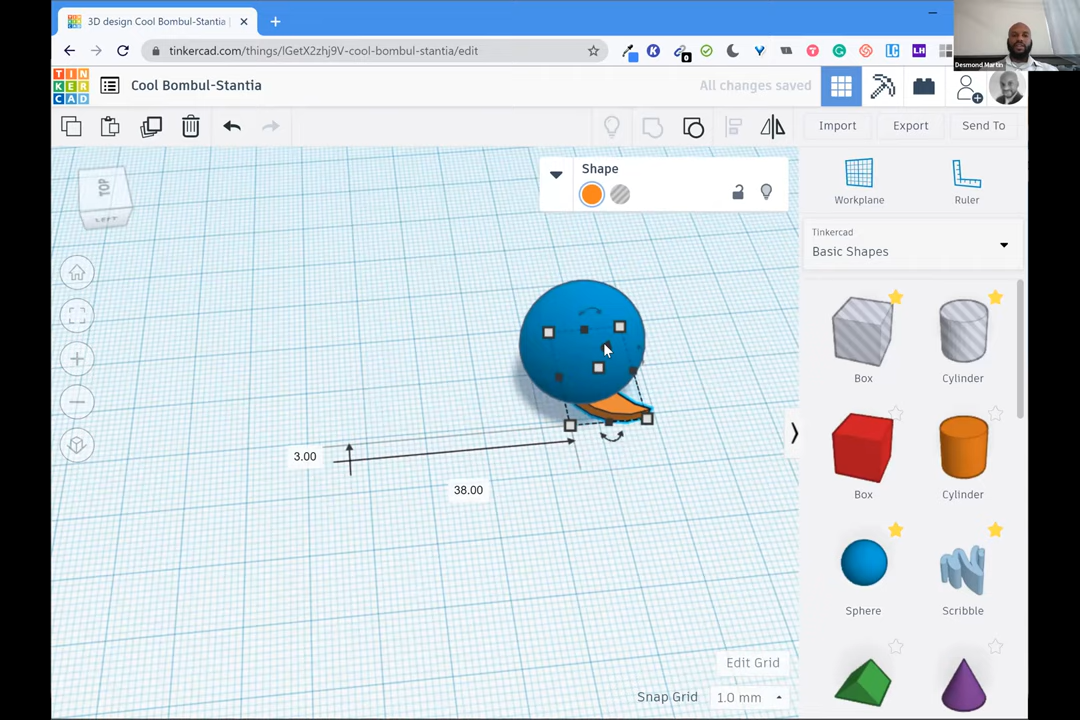 3D design Cool Bombul-Stantia |
tinkercad.com/things/lGetX2zhj9V-cool-bombul-stantia/edit
Desmond Martin
TIN
KER
CAD
Cool Bombul-Stantia
All changes saved
Import
Export
Send To
TOP
LEFT
Shape
Workplane
Ruler
Tinkercad
Basic Shapes
Box
Cylinder
3.00
38.00
Box
Cylinder
Sphere
Scribble
Edit Grid
Snap Grid
1.0 mm